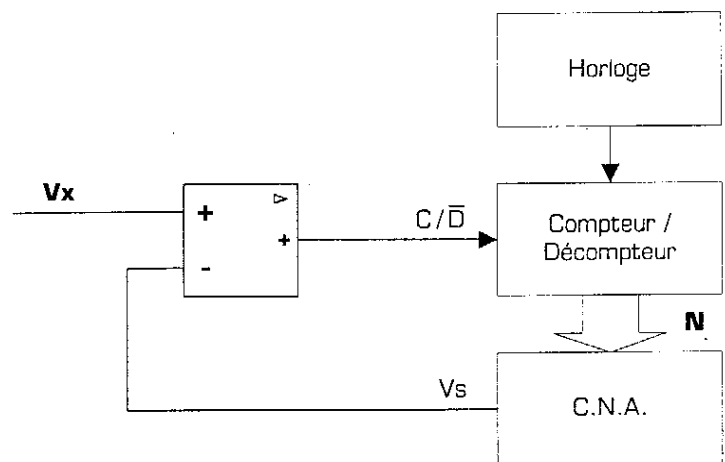 Horloge
Vx
+
-
+
C/D̅
Compteur /
Décompteur
N
Vs
C.N.A.